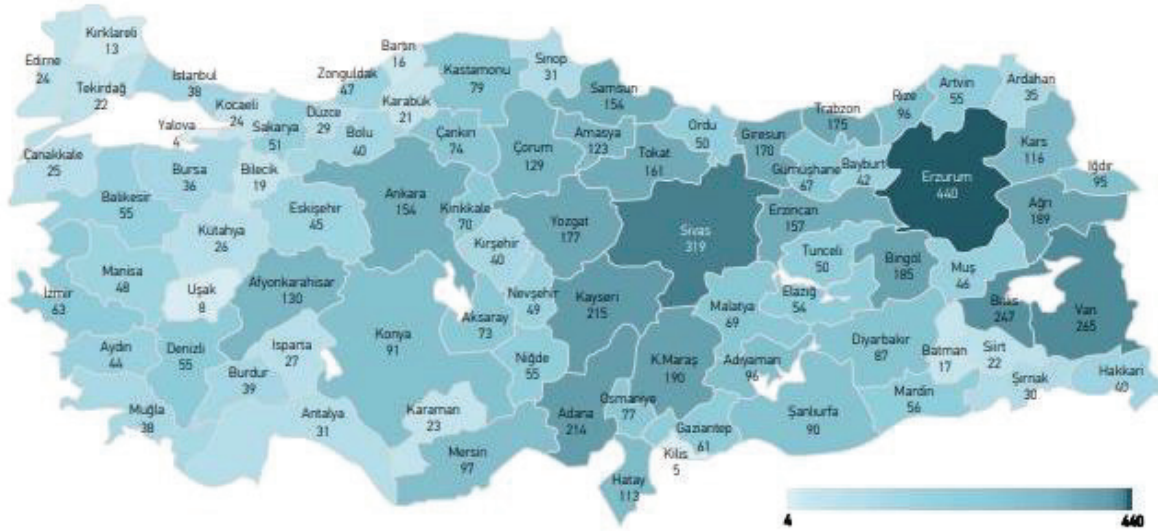 Kırklareli
13
Edirne
24
Tekirdağ
22
İstanbul
38
Kocaeli
24
Yalova
4
Sakarya
51
Düzce
29
Zonguldak
47
Bartın
16
Karabük
21
Bolu
40
Kastamonu
79
Sinop
31
Samsun
154
Çankırı
74
Çorum
129
Amasya
123
Tokat
161
Ordu
50
Giresun
170
Trabzon
175
Gümüşhane
67
Bayburt
42
Rize
96
Artvin
55
Ardahan
35
Kars
116
Iğdır
95
Erzurum
440
Ağrı
189
Çanakkale
25
Balıkesir
55
Bursa
36
Bilecik
19
Eskişehir
45
Kütahya
26
Ankara
154
Kırıkkale
70
Kırşehir
40
Yozgat
177
Sivas
319
Erzincan
157
Tunceli
50
Bingöl
185
Muş
46
Bitlis
247
Van
265
Manisa
48
Uşak
8
Afyonkarahisar
130
İzmir
63
Aydın
44
Denizli
55
Burdur
39
Isparta
27
Muğla
38
Antalya
31
Konya
91
Aksaray
73
Nevşehir
49
Niğde
55
Kayseri
215
Karaman
23
Mersin
97
Adana
214
Osmaniye
77
K.Maraş
190
Malatya
69
Elazığ
54
Adıyaman
96
Gaziantep
61
Kilis
5
Hatay
113
Şanlıurfa
90
Diyarbakır
87
Mardin
56
Batman
17
Siirt
22
Şırnak
30
Hakkari
40
4
440